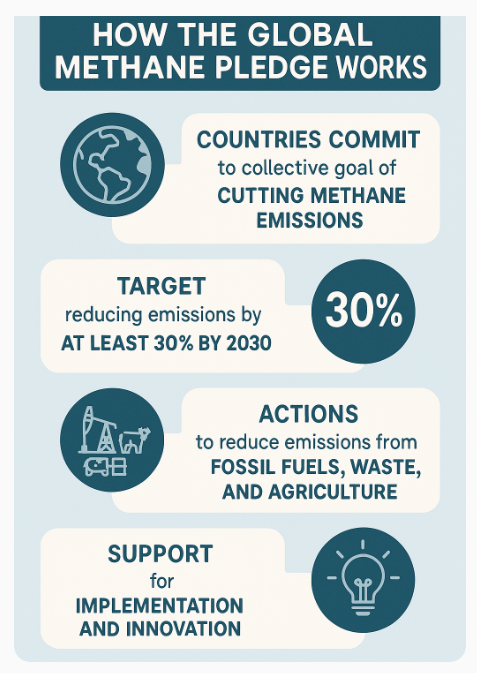 HOW THE GLOBAL
METHANE PLEDGE WORKS
COUNTRIES COMMIT
to collective goal of
CUTTING METHANE
EMISSIONS
TARGET
reducing emissions by
AT LEAST 30% BY 2030
30%
ACTIONS
to reduce emissions from
FOSSIL FUELS, WASTE,
AND AGRICULTURE
SUPPORT
for
IMPLEMENTATION
AND INNOVATION